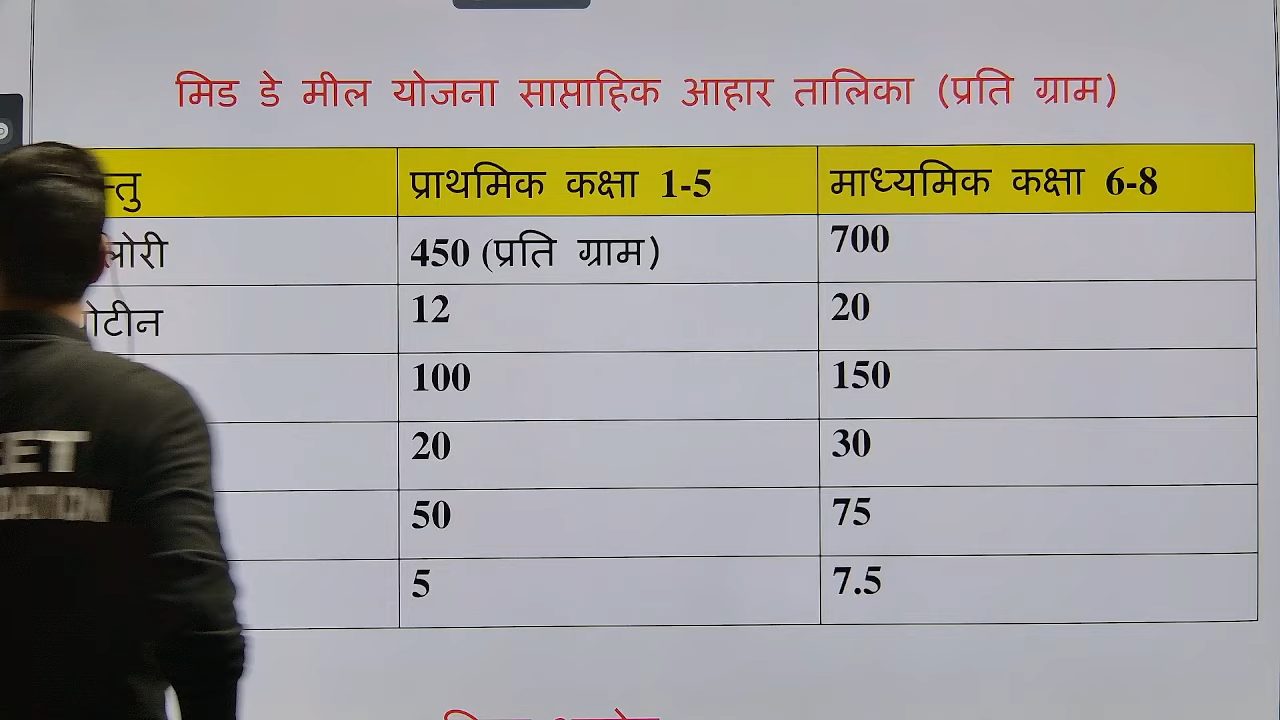 मिड डे मील योजना साप्ताहिक आहार तालिका (प्रति ग्राम)
प्राथमिक कक्षा 1-5 माध्यमिक कक्षा 6-8
450 (प्रति ग्राम) 700
12 20
100 150
20 30
50 75
5 7.5